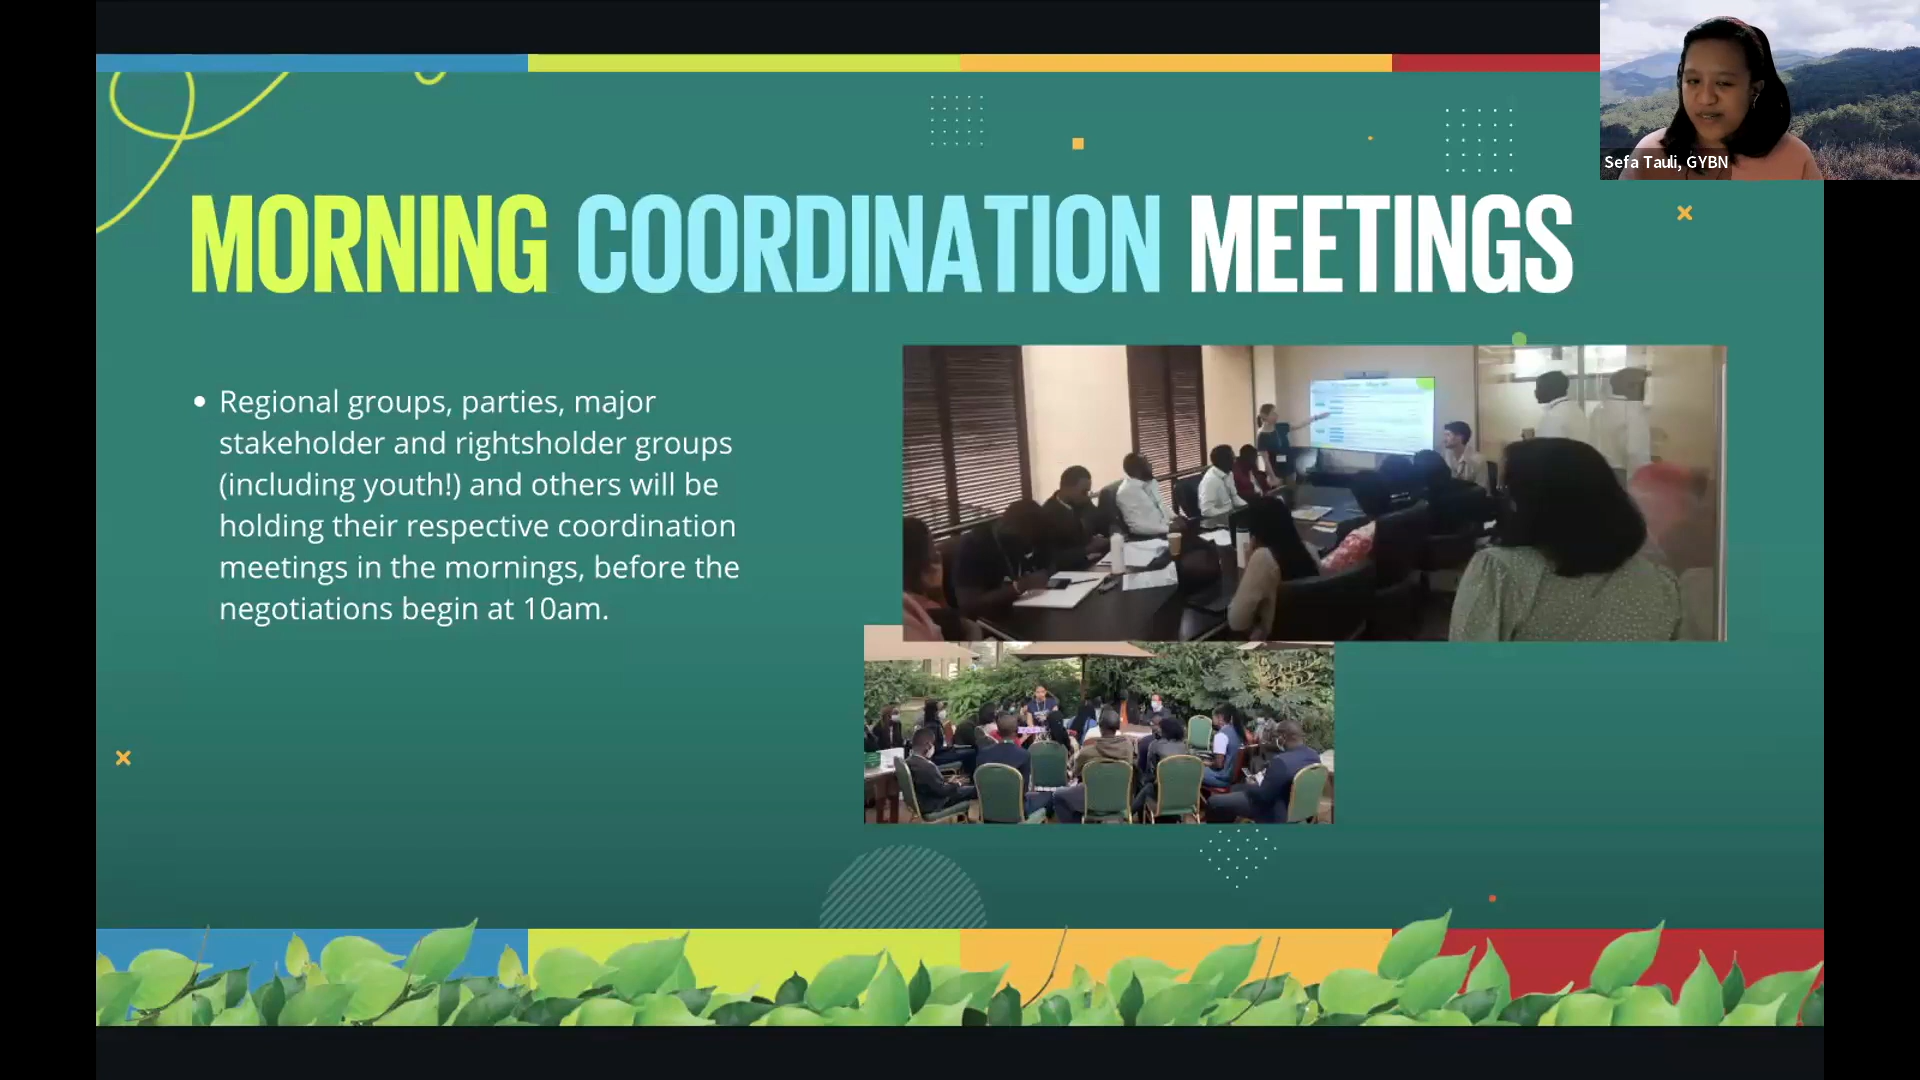 Sefa Tauli, GYBN
MORNING COORDINATION MEETINGS
• Regional groups, parties, major
stakeholder and rightsholder groups
(including youth!) and others will be
holding their respective coordination
meetings in the mornings, before the
negotiations begin at 10am.